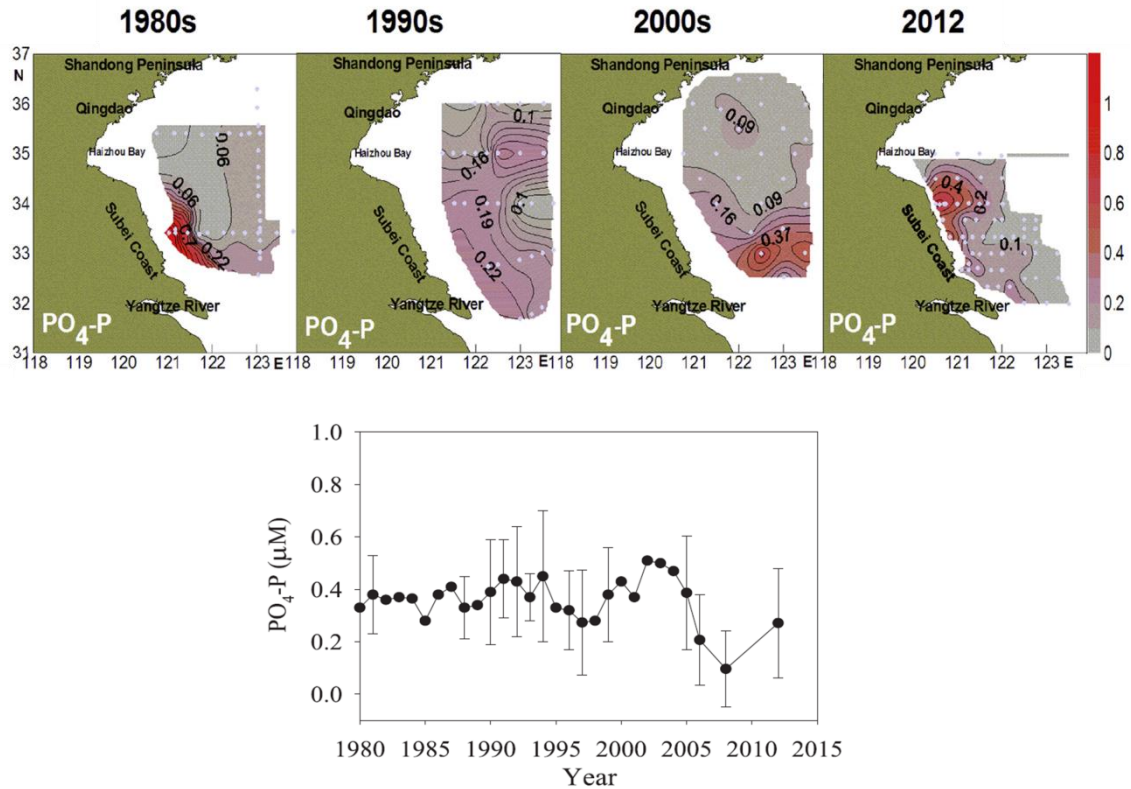 1980s 1990s 2000s 2012
37
N
36
35
34
33
32
31
Shandong Peninsula
Qingdao
Haizhou Bay
Subei Coast
Yangtze River
PO4-P
0.06
0.06
0.7
0.22
118 119 120 121 122 123 E
Shandong Peninsula
Qingdao
Haizhou Bay
Subei Coast
Yangtze River
PO4-P
0.1
0.16
0.1
0.19
0.22
118 119 120 121 122 123 E
Shandong Peninsula
Qingdao
Haizhou Bay
Subei Coast
Yangtze River
PO4-P
0.09
0.16
0.09
0.37
118 119 120 121 122 123 E
Shandong Peninsula
Qingdao
Haizhou Bay
Subei Coast
Yangtze River
PO4-P
0.4
0.2
0.1
118 119 120 121 122 123 E
1
0.8
0.6
0.4
0.2
0
PO4-P (μM)
1.0
0.8
0.6
0.4
0.2
0.0
1980 1985 1990 1995 2000 2005 2010 2015
Year